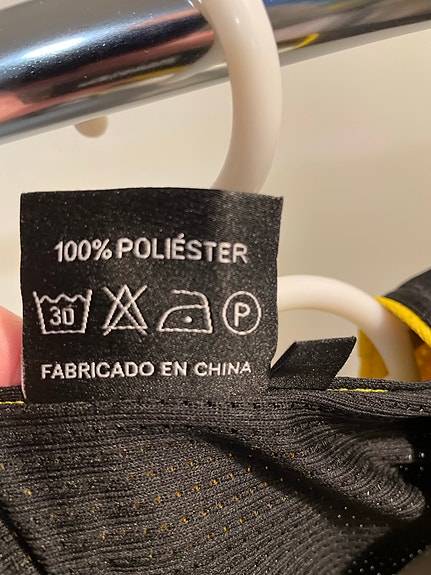 100% POLIÉSTER
30 P
FABRICADO EN CHINA